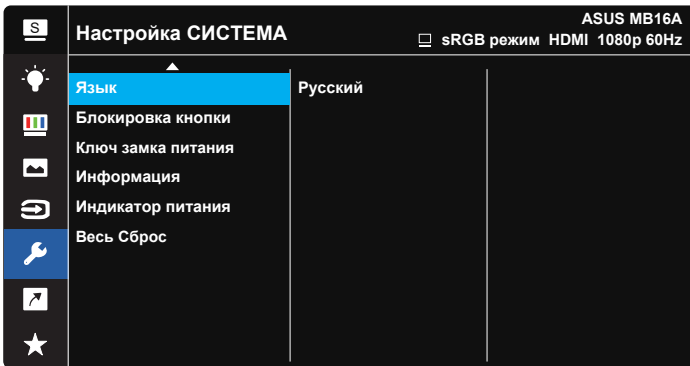 S
ASUS MB16A
Настройка СИСТЕМА
sRGB режим HDMI 1080p 60Hz
Язык Русский
Блокировка кнопки
Ключ замка питания
Информация
Индикатор питания
Весь Сброс